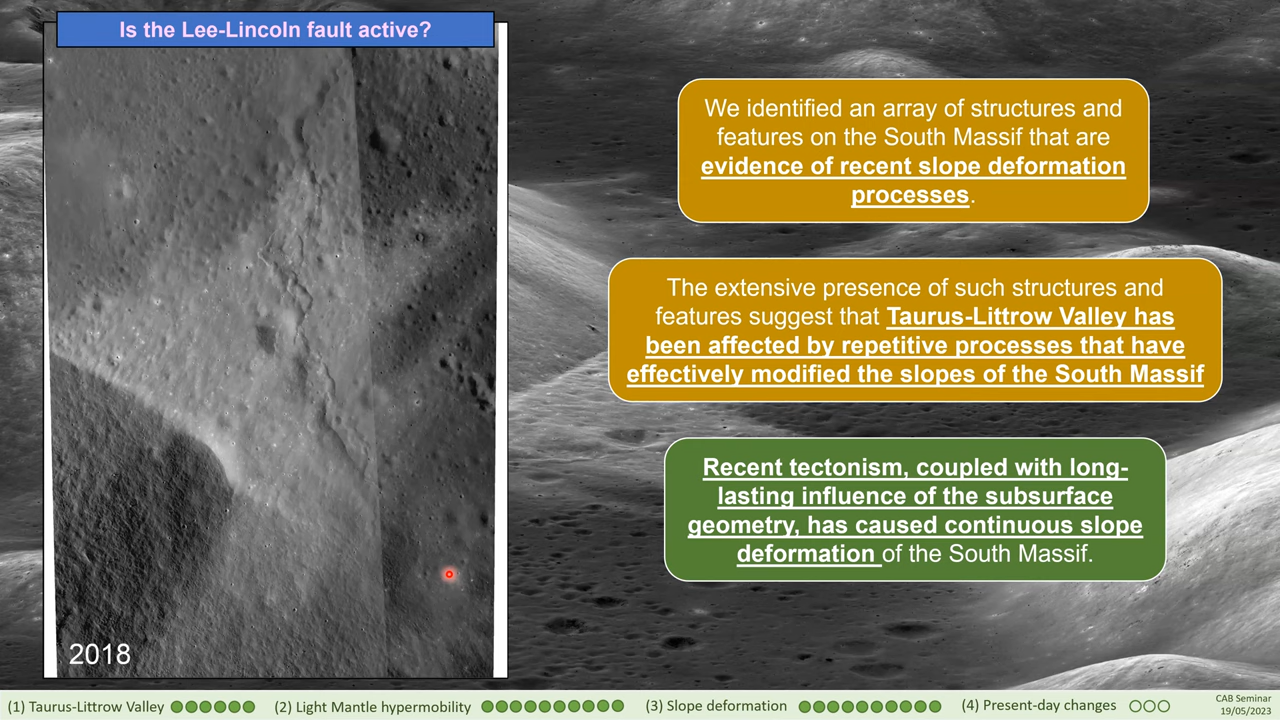 Is the Lee-Lincoln fault active?
2018
We identified an array of structures and
features on the South Massif that are
evidence of recent slope deformation
processes.
The extensive presence of such structures and
features suggest that Taurus-Littrow Valley has
been affected by repetitive processes that have
effectively modified the slopes of the South Massif
Recent tectonism, coupled with long-
lasting influence of the subsurface
geometry, has caused continuous slope
deformation of the South Massif.
(1) Taurus-Littrow Valley
(2) Light Mantle hypermobility
(3) Slope deformation
(4) Present-day changes
CAB Seminar
19/05/2023